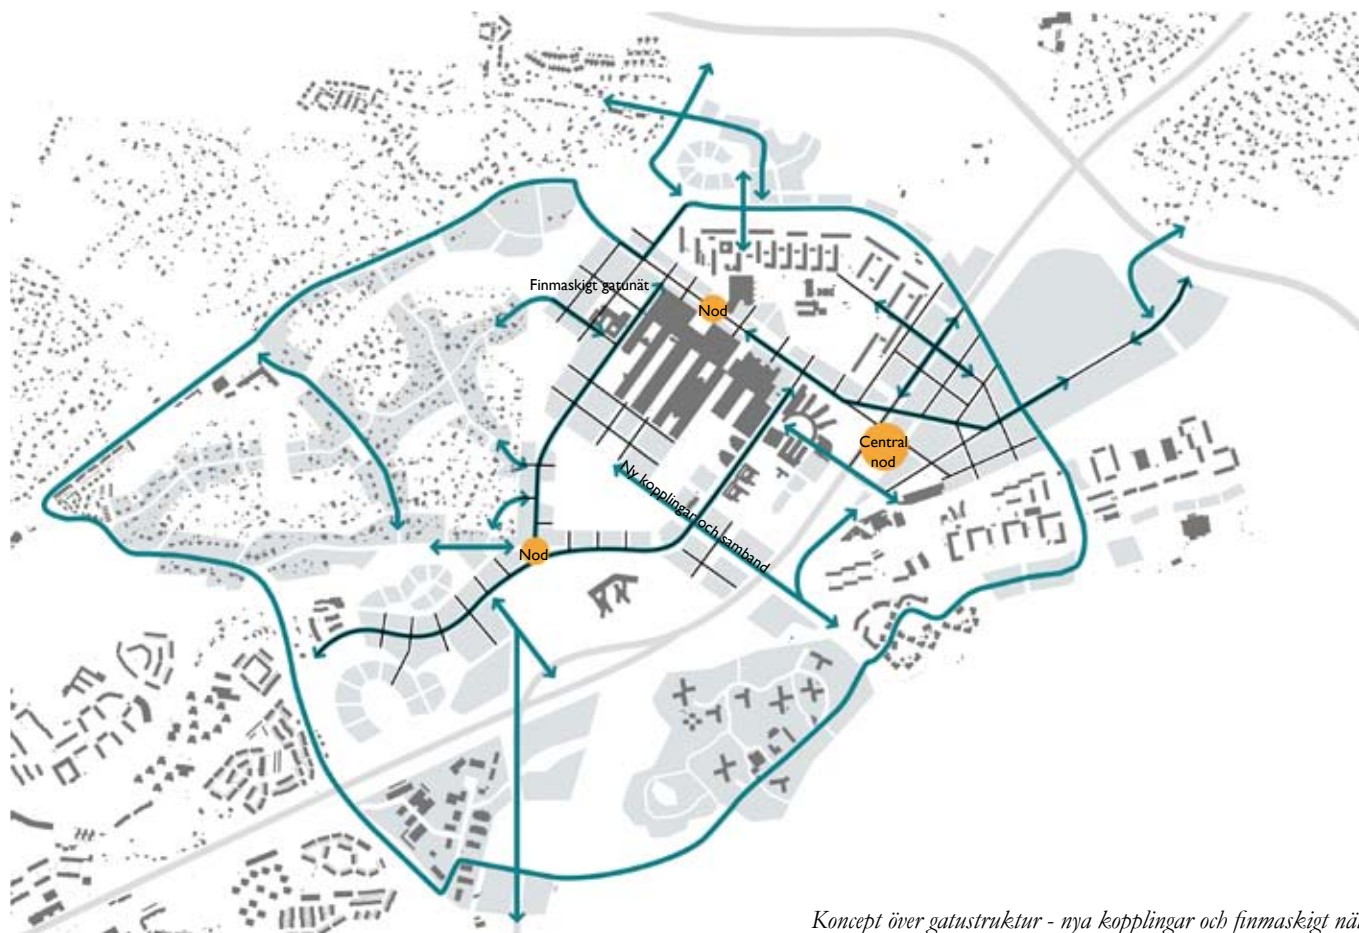 Finmaskigt gatunät
Nod
Central
nod
Ny kopplingar och samband
Nod
Koncept över gatustruktur - nya kopplingar och finmaskigt nä